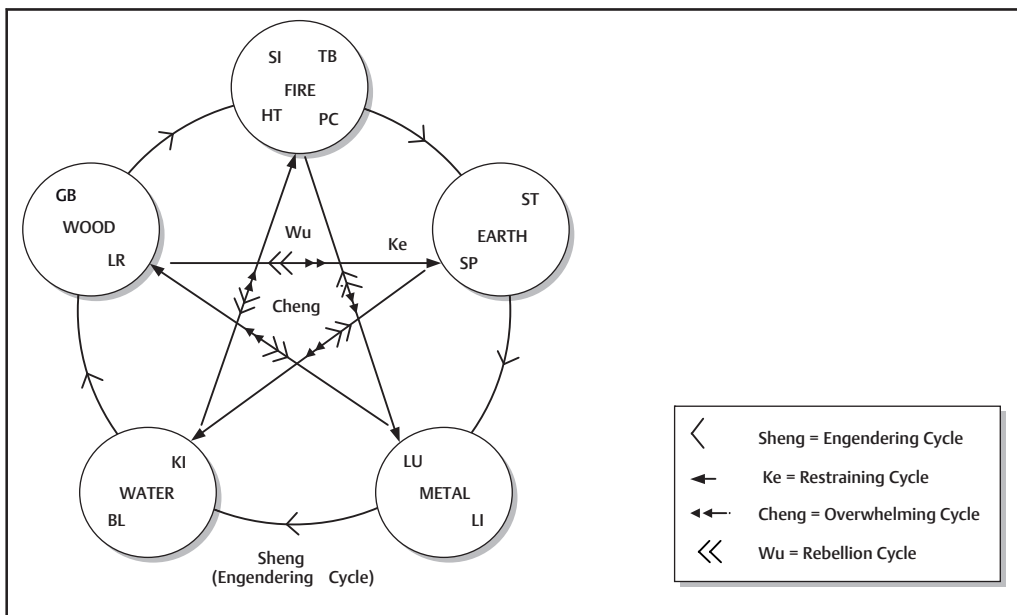 SI TB
FIRE
HT PC
GB
WOOD
LR
ST
EARTH
SP
Wu
Ke
Cheng
KI
WATER
BL
LU
METAL
LI
Sheng
(Engendering Cycle)
Sheng = Engendering Cycle
Ke = Restraining Cycle
Cheng = Overwhelming Cycle
Wu = Rebellion Cycle